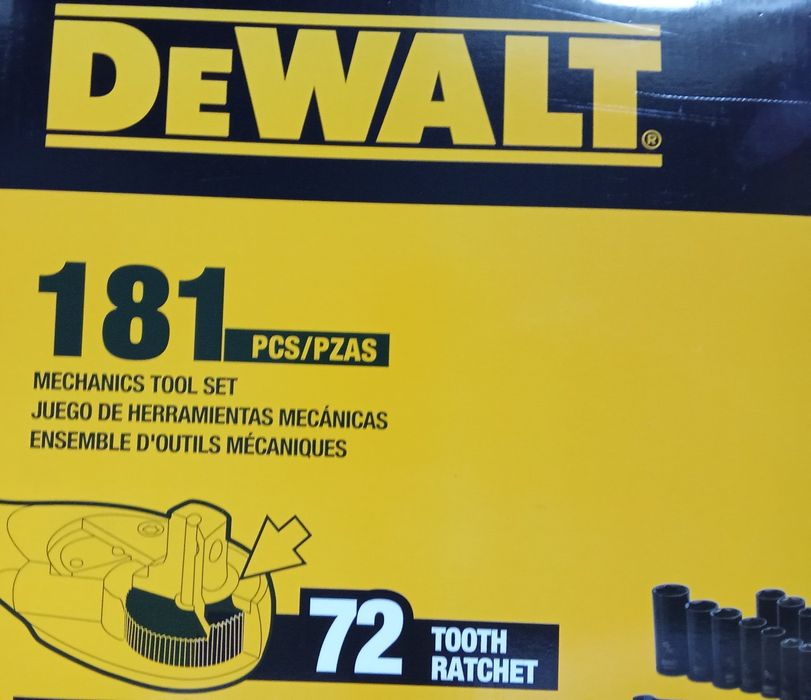 DEWALT®
181 PCS/PZAS
MECHANICS TOOL SET
JUEGO DE HERRAMIENTAS MECÁNICAS
ENSEMBLE D'OUTILS MÉCANIQUES
72 TOOTH
RATCHET